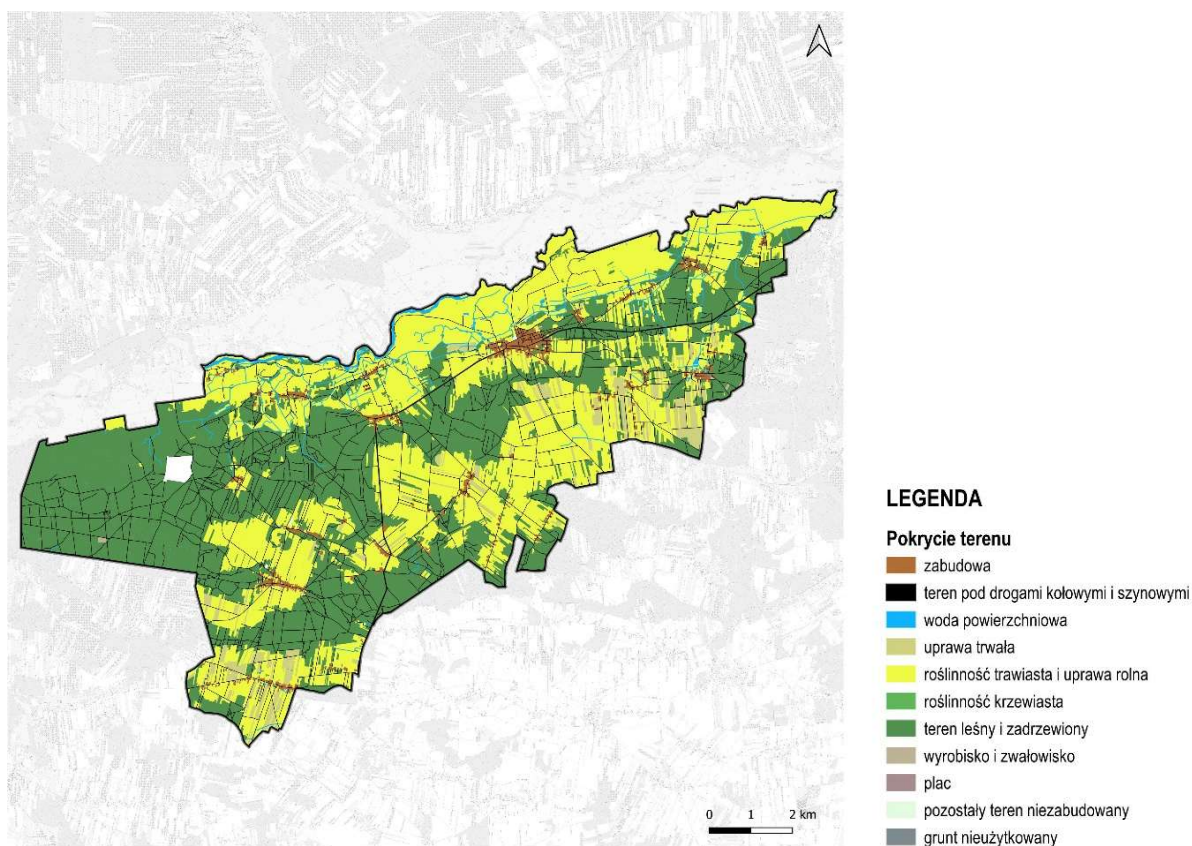 0 1 2 km
LEGENDA
Pokrycie terenu
zabudowa
teren pod drogami kołowymi i szynowymi
woda powierzchniowa
uprawa trwała
roślinność trawiasta i uprawa rolna
roślinność krzewiasta
teren leśny i zadrzewiony
wyrobisko i zwałowisko
plac
pozostały teren niezabudowany
grunt nieużytkowany